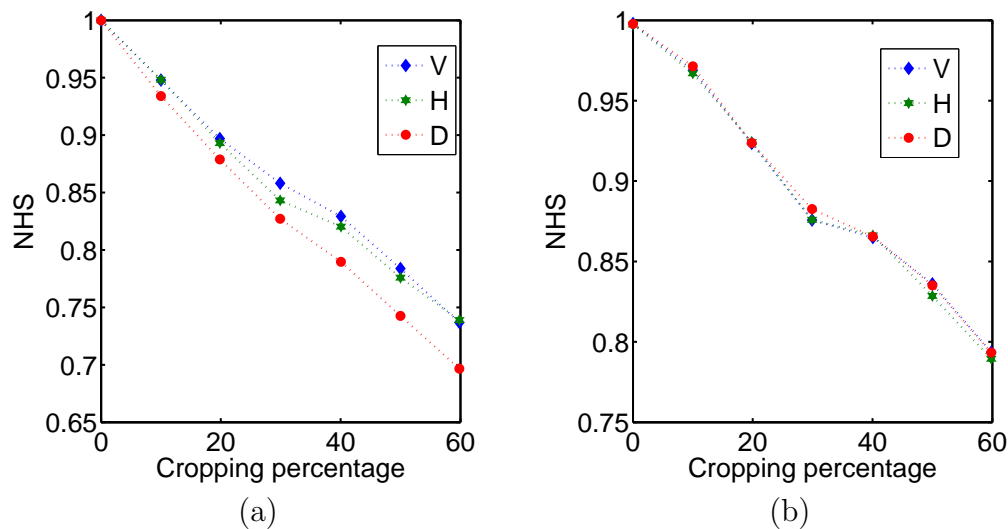 1
0.95
0.9
0.85
0.8
0.75
0.7
0.65
NHS
V
H
D
0 20 40 60
Cropping percentage
(a)
1
0.95
0.9
0.85
0.8
0.75
NHS
V
H
D
0 20 40 60
Cropping percentage
(b)